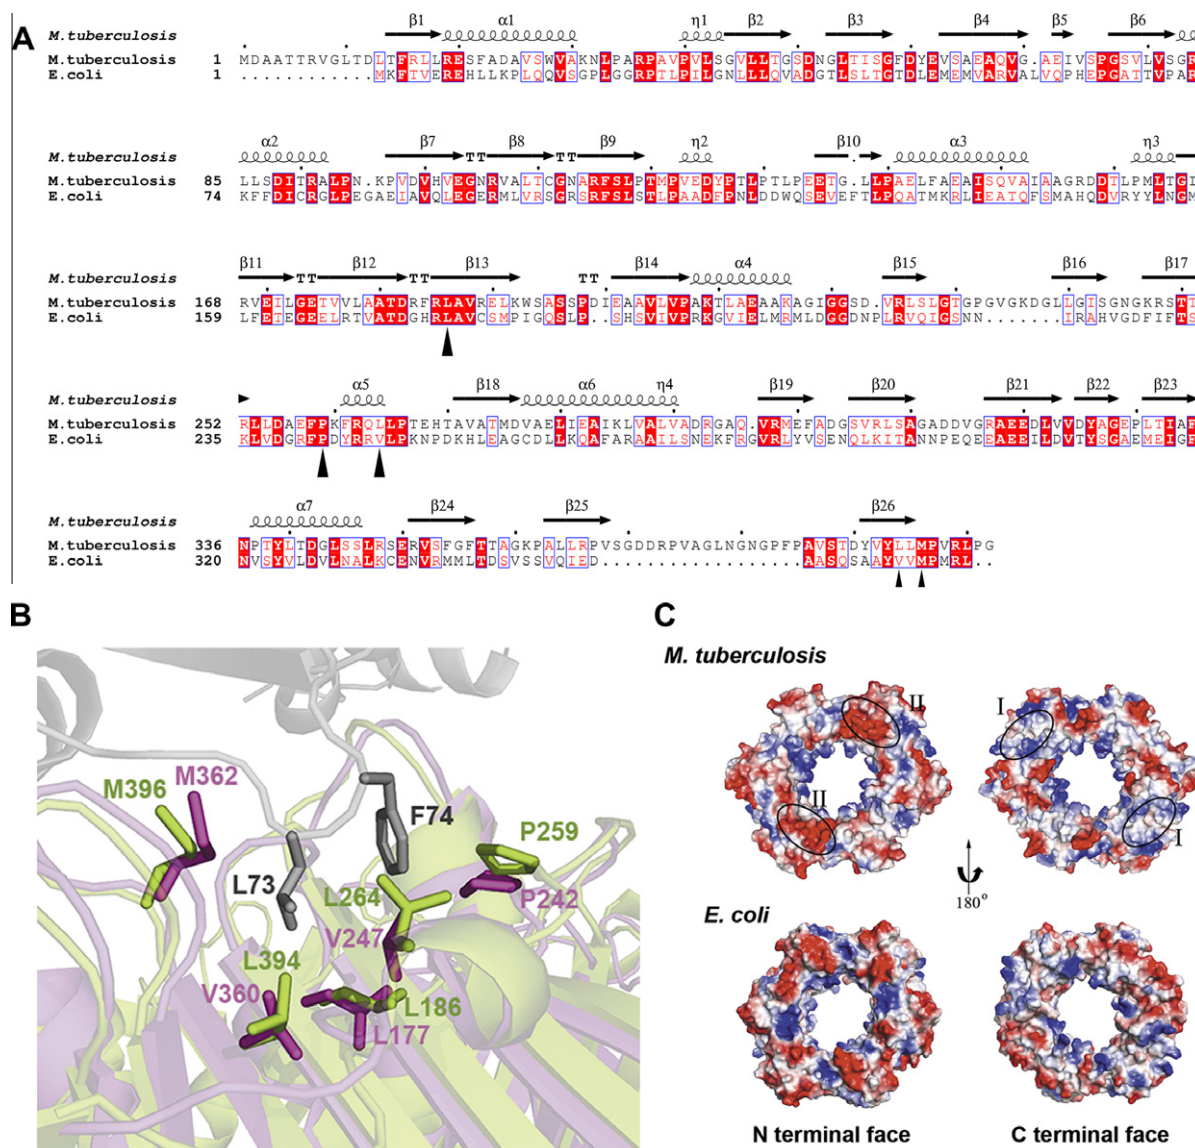 A
β1 α1 η1 β2 β3 β4 β5 β6
M.tuberculosis
M.tuberculosis 1 MDAATTRVGLTDLTFRLLRESFADAVSWVAKNLPARPAVPVLSGVLLTGSDNGLTISGFDYEVSAEAQVG.AEIVSPGSVLVSGR
E.coli 1 ............MKFTVEREHLLKPLQQVSGPLGGRPTLPILGNLLLQVADGTLSLTGTDLEMEMVARVALVQPHEPGATTVPAR
α2 β7 TT β8 TT β9 η2 β10 α3 η3
M.tuberculosis
M.tuberculosis 85 LLSDITRALPN.KPVDVHVEGNRVALTCGNARFSLPTMPVEDYPTLPTLPEETG.LLPAELFAEAISQVAIAAGRDDTLPMLTGI
E.coli 74 KFFDICRGLPEGAEIAVQLEGERMLVRSGRSRFSLSTLPAADFPNLDDWQSEVEFTLPQATMKRLIEATQFSMAHQDVRYYLNGM
β11 TT β12 TT β13 TT β14 α4 β15 β16 β17
M.tuberculosis
M.tuberculosis 168 RVEILGETVVLAATDRFRLAVRELKWSASSPDIEAAVLVPAKTLAEAAKAGIGGSD.VRLSLGTGPGVGKDGLLGISGNGKRSTT
E.coli 159 LFETEGEELRTVATDGHRLAVCSMPIGQSLP..SHSVIVPRKGVIELMRMLDGGDNPLRVQIGSNN.......IRAHVGDFIFTS
α5 β18 α6 η4 β19 β20 β21 β22 β23
M.tuberculosis
M.tuberculosis 252 RLLDAEFPKFRQLLPTEHTAVATMDVAELIEAIKLVALVADRGAQ.VRMEFADGSVRLSAGADDVGRAEEDLVVDYAGEPLTIAF
E.coli 235 KLVDGRFPDYRRVLPKNPDKHLEAGCDLLKQAFARAAILSNEKFRGVRLYVSENQLKITANNPEQEEAEEILDVTYSGAEMEIGF
α7 β24 β25 β26
M.tuberculosis
M.tuberculosis 336 NPTYLTDGLSSLRSERVSFGFTTAGKPALLRPVSGDDRPVAGLNGNGPFPAVSTDYVYLLMPVRLPG
E.coli 320 NVSYVLDVLNALKCENVRMMLTDSVSSVQIED..................AASQSAAYVVMPMRL..
B
M396
M362
F74
P259
L73
L264
P242
V247
L394
V360
L186
L177
C
M. tuberculosis
II
II
I
I
180°
E. coli
N terminal face
C terminal face